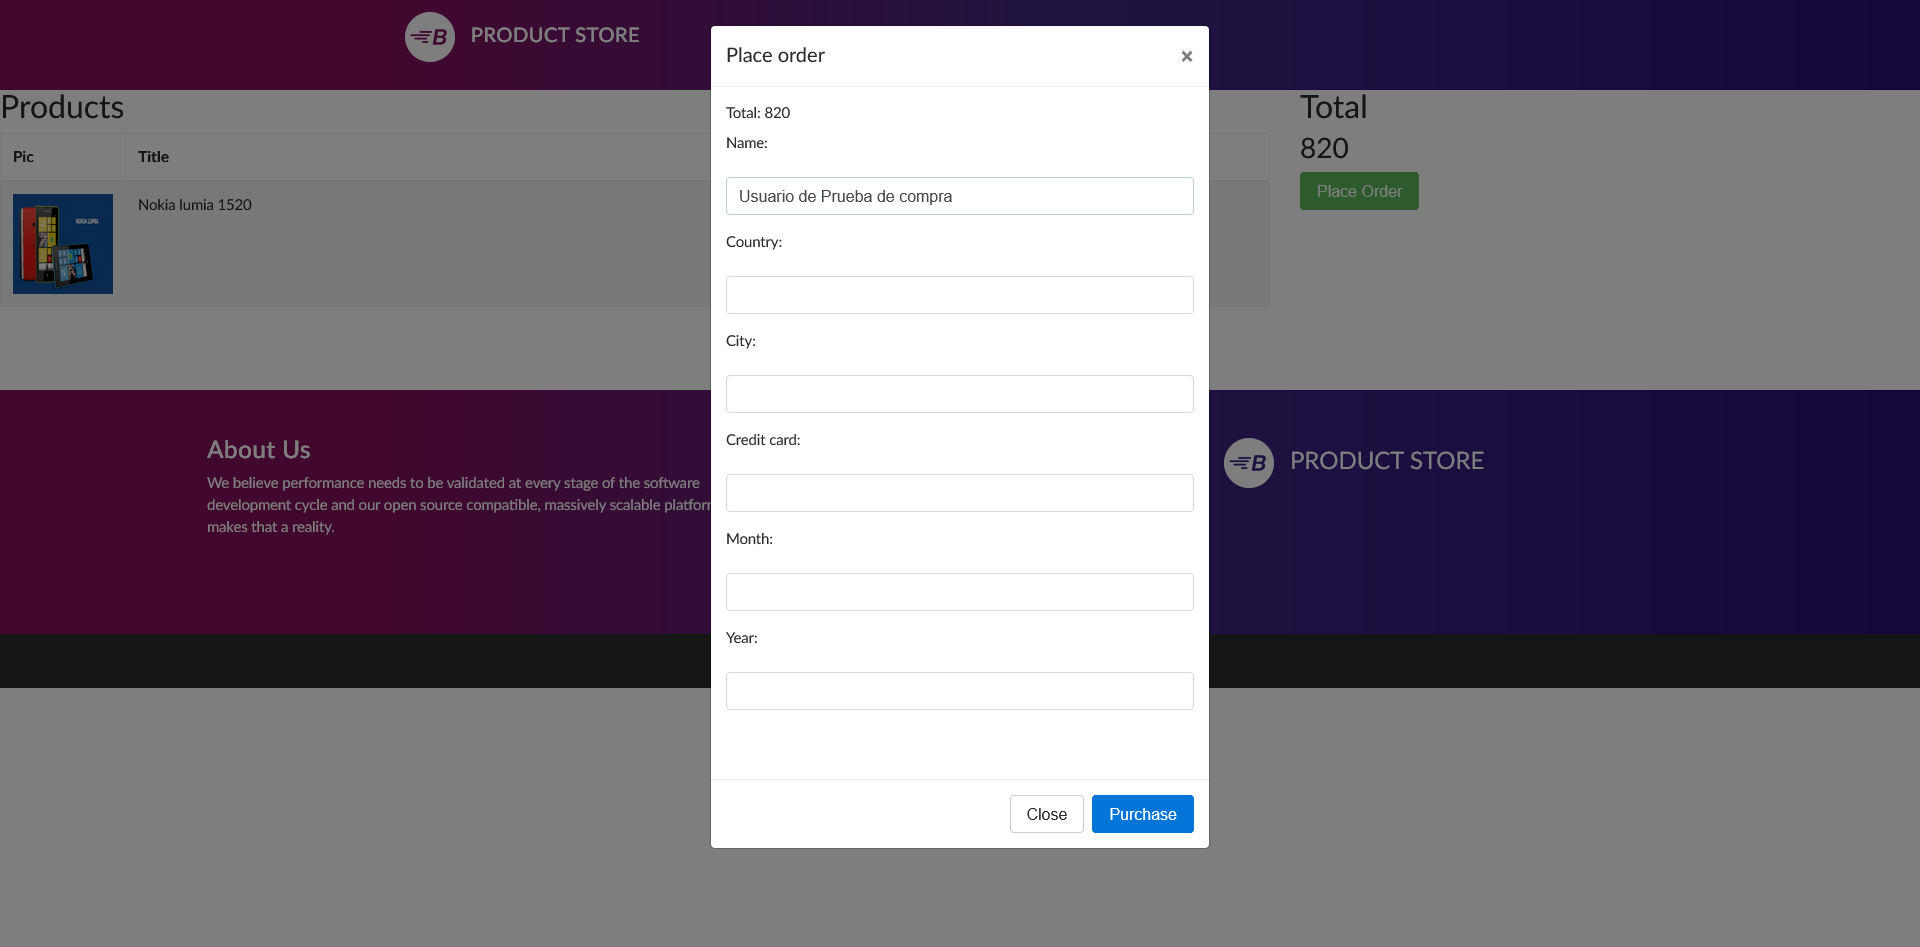 PRODUCT STORE
Place order
×
Products
Total
Total: 820
820
Name:
Pic
Title
Place Order
Usuario de Prueba de compra
Nokia lumia 1520
NOKIA LUMIA
Country:
City:
Credit card:
About Us
B
PRODUCT STORE
We believe performance needs to be validated at every stage of the software
development cycle and our open source compatible, massively scalable platfor
makes that a reality.
Month:
Year:
Close
Purchase